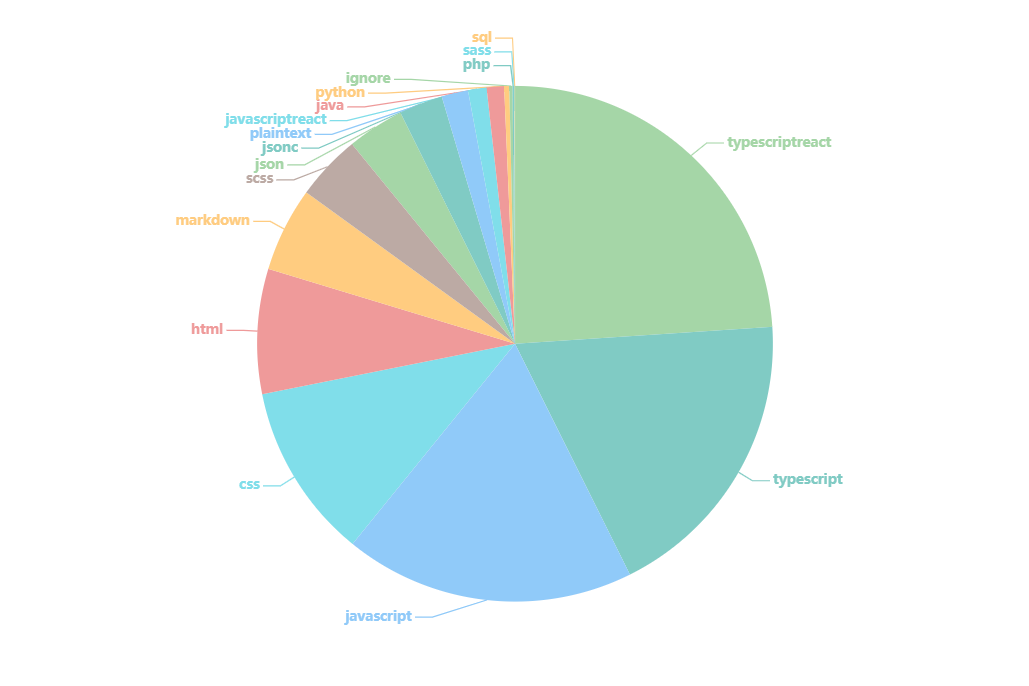 sql
sass
php
ignore
python
java
javascriptreact
plaintext
jsonc
json
scss
markdown
html
css
javascript
typescriptreact
typescript